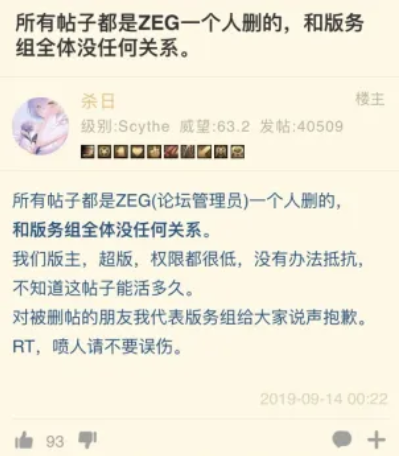 所有帖子都是ZEG一个人删的，和版务
组全体没任何关系。
杀日
楼主
级别:Scythe 威望:63.2 发帖:40509
所有帖子都是ZEG(论坛管理员)一个人删的，
和版务组全体没任何关系。
我们版主，超版，权限都很低，没有办法抵抗，
不知道这帖子能活多久。
对被删帖的朋友我代表版务组给大家说声抱歉。
RT，喷人请不要误伤。
2019-09-14 00:22
93